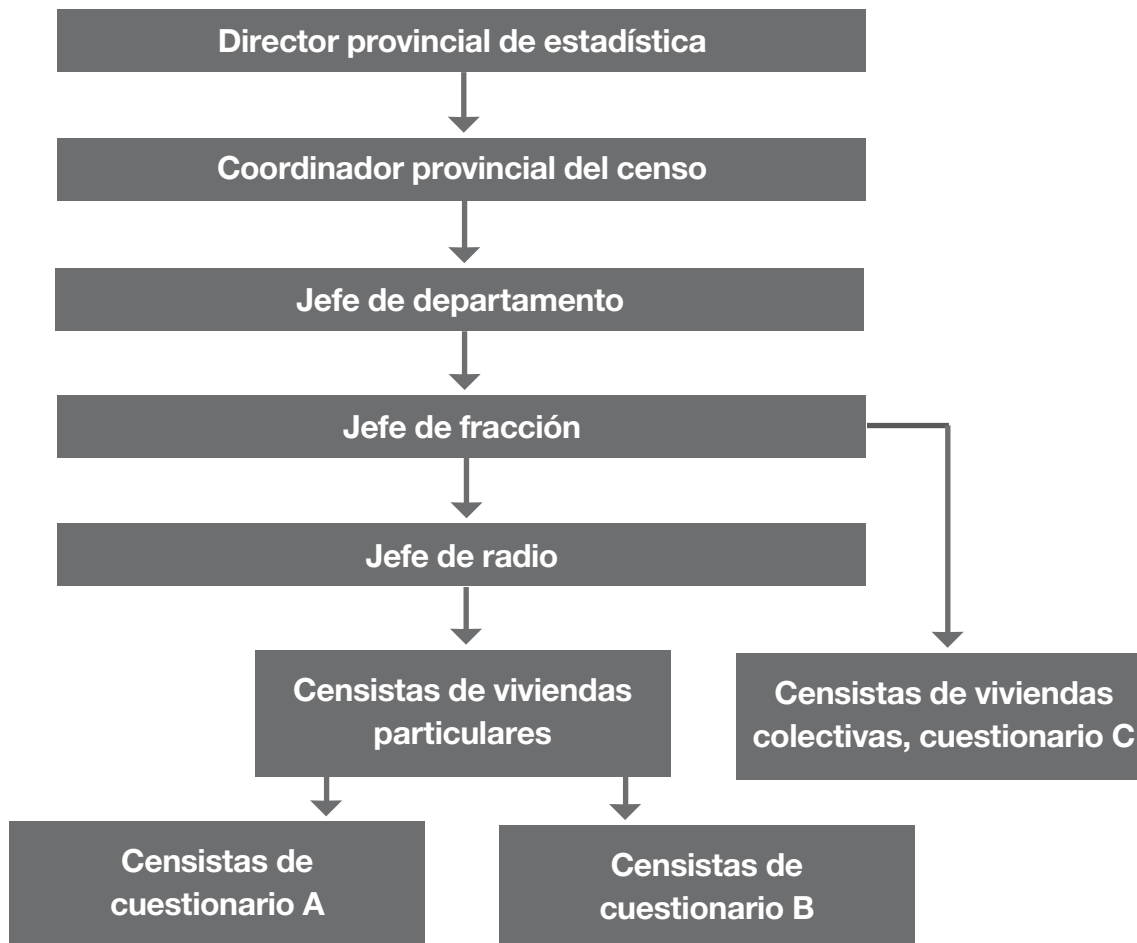 Director provincial de estadística
Coordinador provincial del censo
Jefe de departamento
Jefe de fracción
Jefe de radio
Censistas de viviendas
particulares
Censistas de viviendas
colectivas, cuestionario C
Censistas de
cuestionario A
Censistas de
cuestionario B